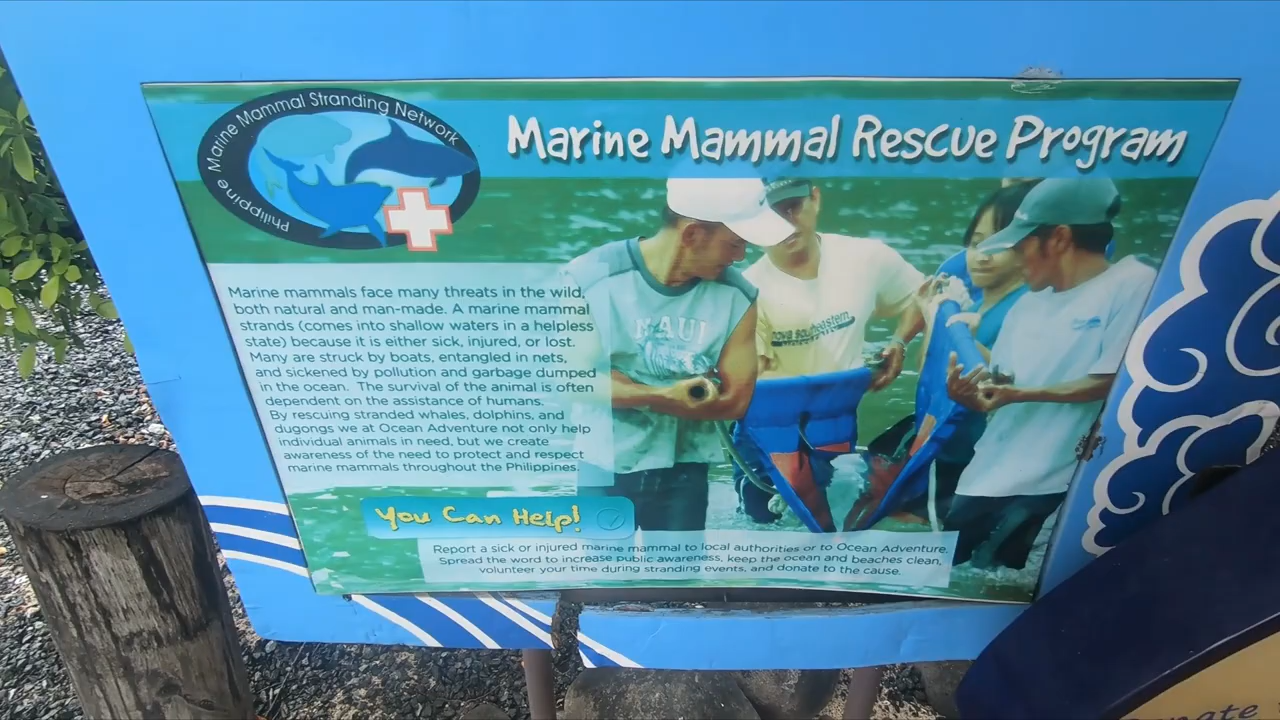 Philippine Marine Mammal Stranding Network
Marine Mammal Rescue Program
MAUI
nova southeastern
Marine mammals face many threats in the wild,
both natural and man-made. A marine mammal
strands (comes into shallow waters in a helpless
state) because it is either sick, injured, or lost.
Many are struck by boats, entangled in nets,
and sickened by pollution and garbage dumped
in the ocean. The survival of the animal is often
dependent on the assistance of humans.
By rescuing stranded whales, dolphins, and
dugongs we at Ocean Adventure not only help
individual animals in need, but we create
awareness of the need to protect and respect
marine mammals throughout the Philippines.
You Can Help!
Report a sick or injured marine mammal to local authorities or to Ocean Adventure.
Spread the word to increase public awareness, keep the ocean and beaches clean,
volunteer your time during stranding events, and donate to the cause.